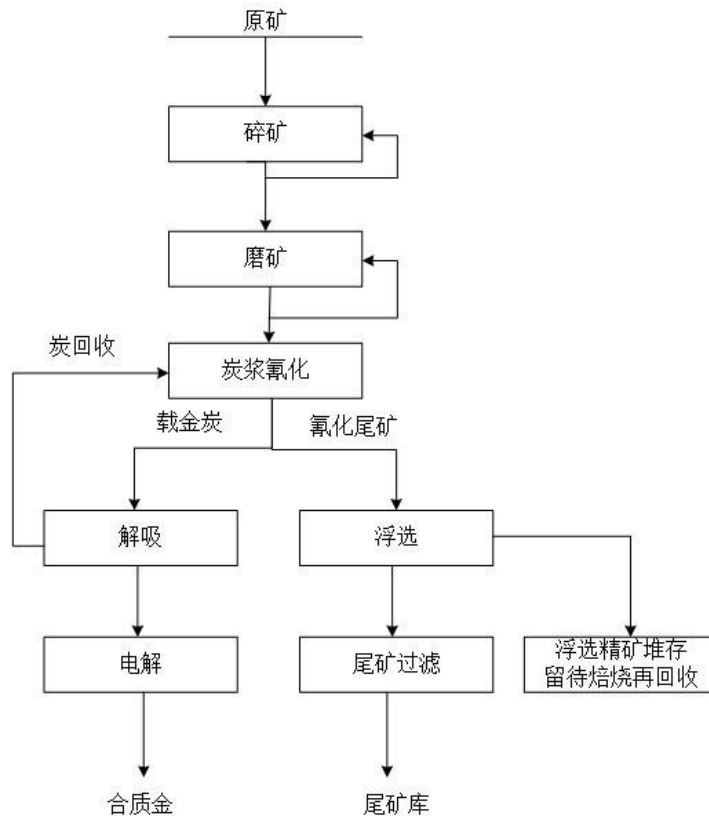 原矿
碎矿
磨矿
炭回收
炭浆氰化
载金炭
氰化尾矿
解吸
浮选
电解
尾矿过滤
浮选精矿堆存
留待焙烧再回收
合质金
尾矿库